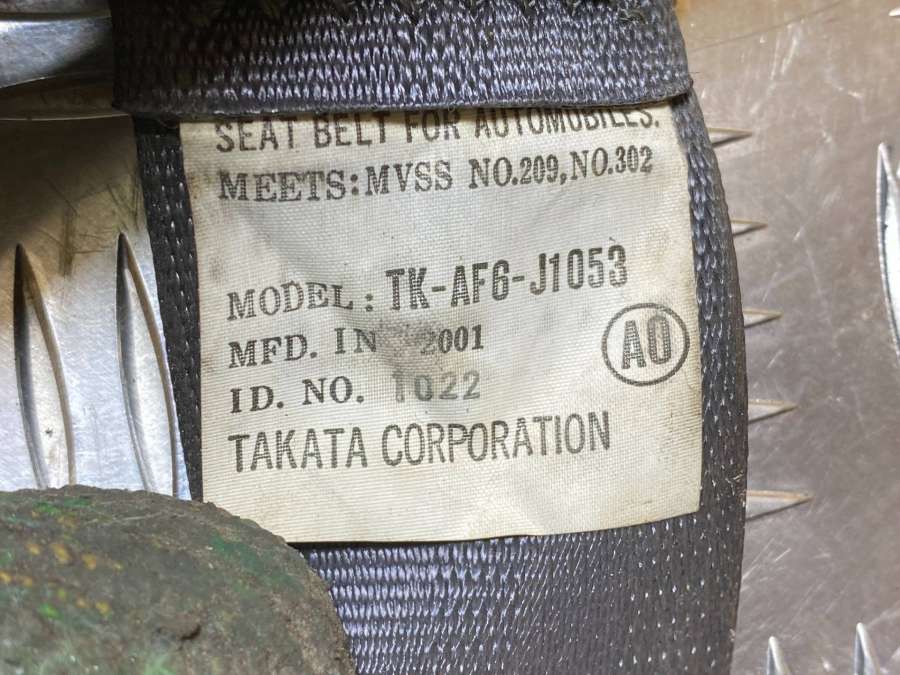 SEAT BELT FOR AUTOMOBILES.
MEETS:MVSS NO.209,NO.302
MODEL : TK-AF6-J1053
MFD. IN 2001
AO
ID. NO. 1022
TAKATA CORPORATION